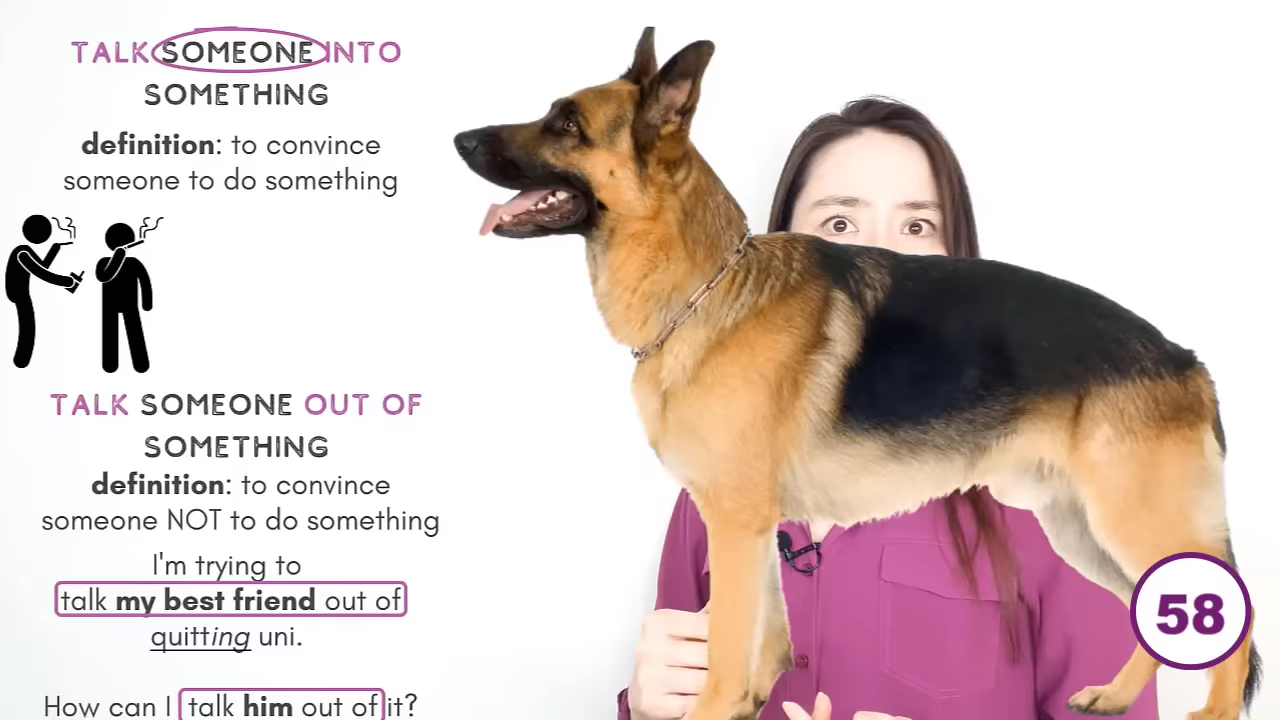 TALK SOMEONE INTO
SOMETHING
definition: to convince
someone to do something
TALK SOMEONE OUT OF
SOMETHING
definition: to convince
someone NOT to do something
I'm trying to
talk my best friend out of
quitting uni.
How can I talk him out of it?
58